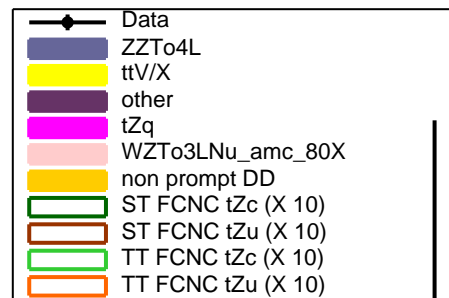 Data
ZZTo4L
ttV/X
other
tZq
WZTo3LNu_amc_80X
non prompt DD
ST FCNC tZc (X 10)
ST FCNC tZu (X 10)
TT FCNC tZc (X 10)
TT FCNC tZu (X 10)